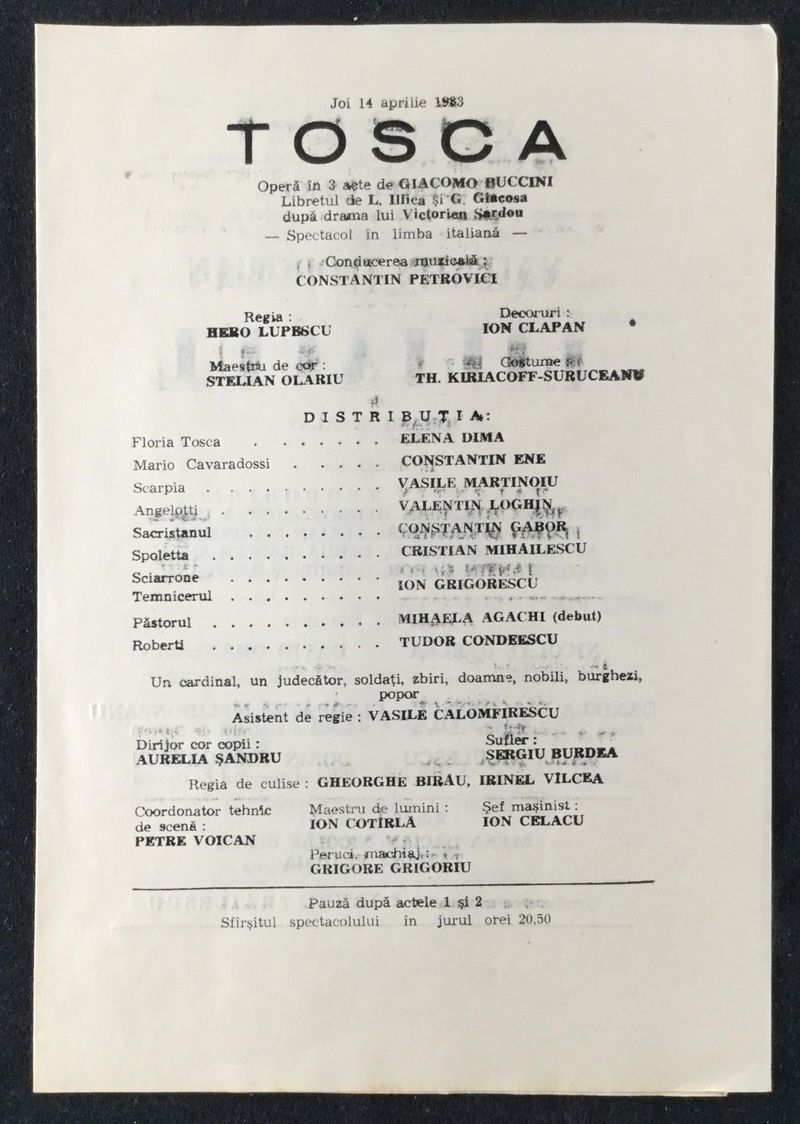 Joi 14 aprilie 1983
TOSCA
Operă în 3 acte de GIACOMO BUCCINI
Libretul de L. Illica și G. Giacosa
după drama lui Victorien Sardou
— Spectacol în limba italiană —
Conducerea muzicală :
CONSTANTIN PETROVICI
Regia :
HERO LUPESCU
Decoruri :
ION CLAPAN
Maestru de cor :
STELIAN OLARIU
Costume
TH. KIRIACOFF-SURUCEANU
DISTRIBUȚIA:
Floria Tosca . . . . . . ELENA DIMA
Mario Cavaradossi . . . . CONSTANTIN ENE
Scarpia . . . . . . . . . VASILE MARTINOIU
Angelotti . . . . . . . . VALENTIN LOGHIN
Sacristanul . . . . . . . CONSTANTIN GABOR
Spoletta . . . . . . . . . CRISTIAN MIHAILESCU
Sciarrone . . . . . . . . ION GRIGORESCU
Temnicerul . . . . . . . .
Păstorul . . . . . . . . . MIHAELA AGACHI (debut)
Roberti . . . . . . . . . TUDOR CONDEESCU
Un cardinal, un judecător, soldați, zbiri, doamne, nobili, burghezi,
popor
Asistent de regie : VASILE CALOMFIRESCU
Dirijor cor copii :
AURELIA ȘANDRU
Sufler :
SERGIU BURDEA
Regia de culise : GHEORGHE BIRĂU, IRINEL VÎLCEA
Coordonator tehnic
de scenă :
PETRE VOICAN
Maestru de lumini :
ION COTÎRLĂ
Șef mașinist :
ION CELACU
Peruci, machiaj :
GRIGORE GRIGORIU
Pauză după actele 1 și 2
Sfîrșitul spectacolului în jurul orei 20,50